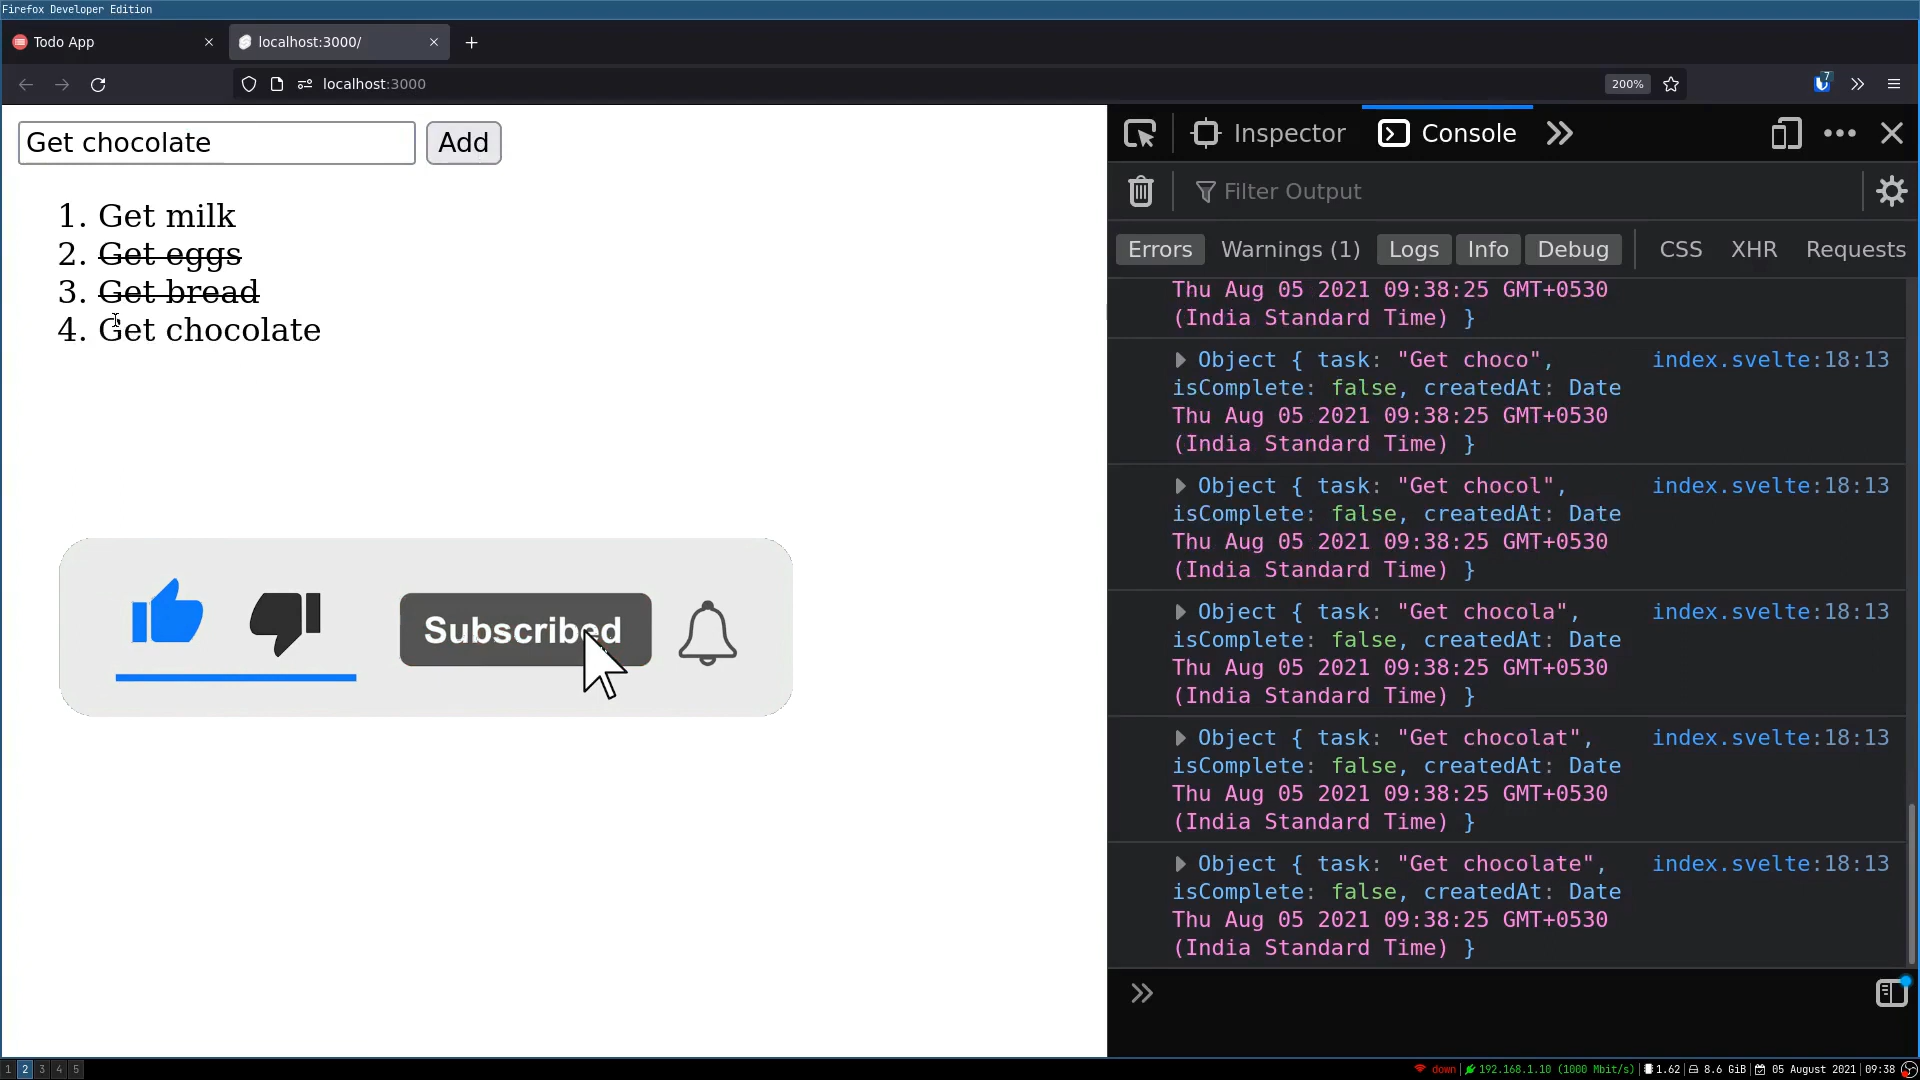 Firefox Developer Edition
Todo App
localhost:3000/
localhost:3000
200%
7
Get chocolate
Add
1. Get milk
2. Get eggs
3. Get bread
4. Get chocolate
Subscribed
Inspector
Console
Filter Output
Errors
Warnings (1)
Logs
Info
Debug
CSS
XHR
Requests
Thu Aug 05 2021 09:38:25 GMT+0530
(India Standard Time) }
Object { task: "Get choco", index.svelte:18:13
isComplete: false, createdAt: Date
Thu Aug 05 2021 09:38:25 GMT+0530
(India Standard Time) }
Object { task: "Get chocol", index.svelte:18:13
isComplete: false, createdAt: Date
Thu Aug 05 2021 09:38:25 GMT+0530
(India Standard Time) }
Object { task: "Get chocola", index.svelte:18:13
isComplete: false, createdAt: Date
Thu Aug 05 2021 09:38:25 GMT+0530
(India Standard Time) }
Object { task: "Get chocolat", index.svelte:18:13
isComplete: false, createdAt: Date
Thu Aug 05 2021 09:38:25 GMT+0530
(India Standard Time) }
Object { task: "Get chocolate", index.svelte:18:13
isComplete: false, createdAt: Date
Thu Aug 05 2021 09:38:25 GMT+0530
(India Standard Time) }
1 2 3 4 5
down | 192.168.1.10 (1000 Mbit/s) | 1.62 | 8.6 GiB | 05 August 2021 | 09:38